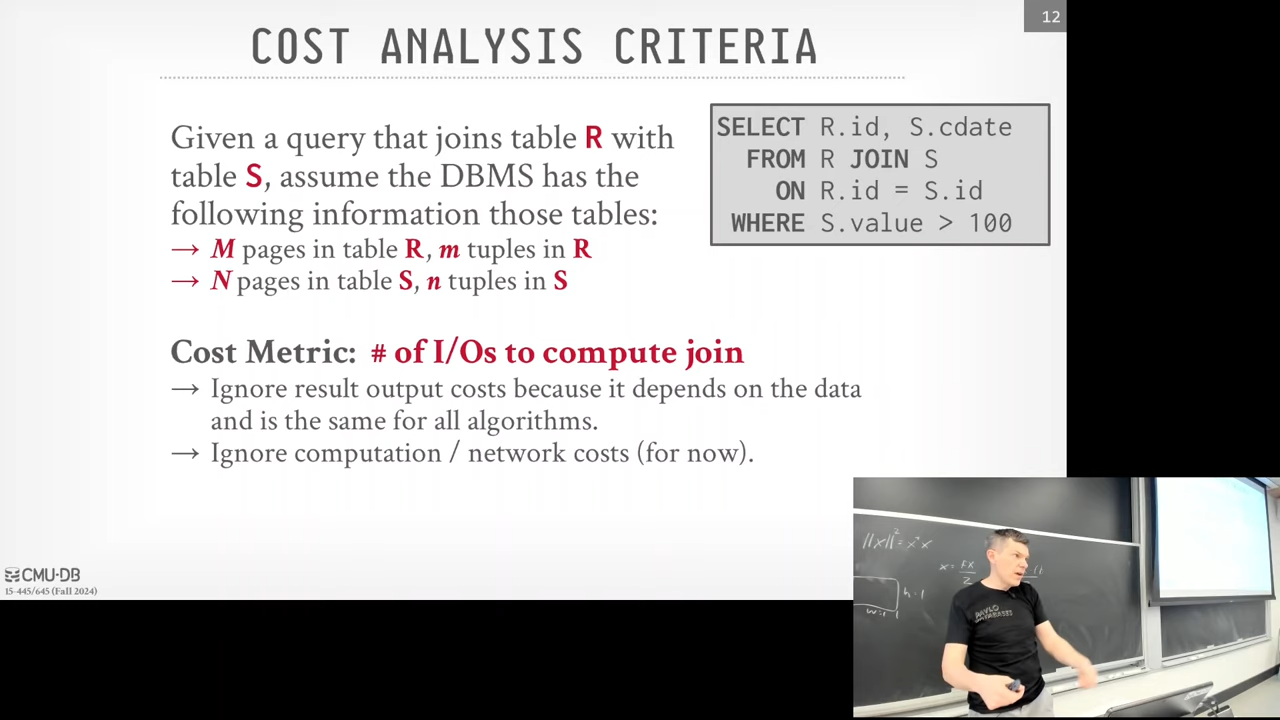 12
COST ANALYSIS CRITERIA
Given a query that joins table R with
table S, assume the DBMS has the
following information those tables:
→ M pages in table R, m tuples in R
→ N pages in table S, n tuples in S
SELECT R.id, S.cdate
FROM R JOIN S
ON R.id = S.id
WHERE S.value > 100
Cost Metric: # of I/Os to compute join
→ Ignore result output costs because it depends on the data
and is the same for all algorithms.
→ Ignore computation / network costs (for now).
CMU·DB
15-445/645 (Fall 2024)
PAVLO
DATABASES
h=1